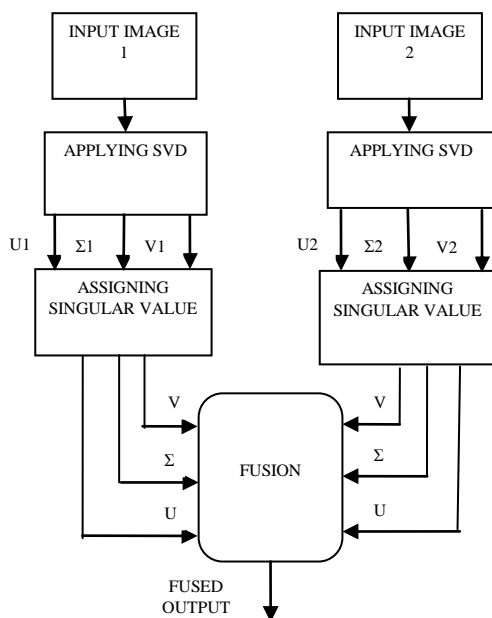 INPUT IMAGE
1
INPUT IMAGE
2
APPLYING SVD
APPLYING SVD
U1 Σ1 V1
U2 Σ2 V2
ASSIGNING
SINGULAR VALUE
ASSIGNING
SINGULAR VALUE
V
V
FUSION
Σ
Σ
U
U
FUSED
OUTPUT